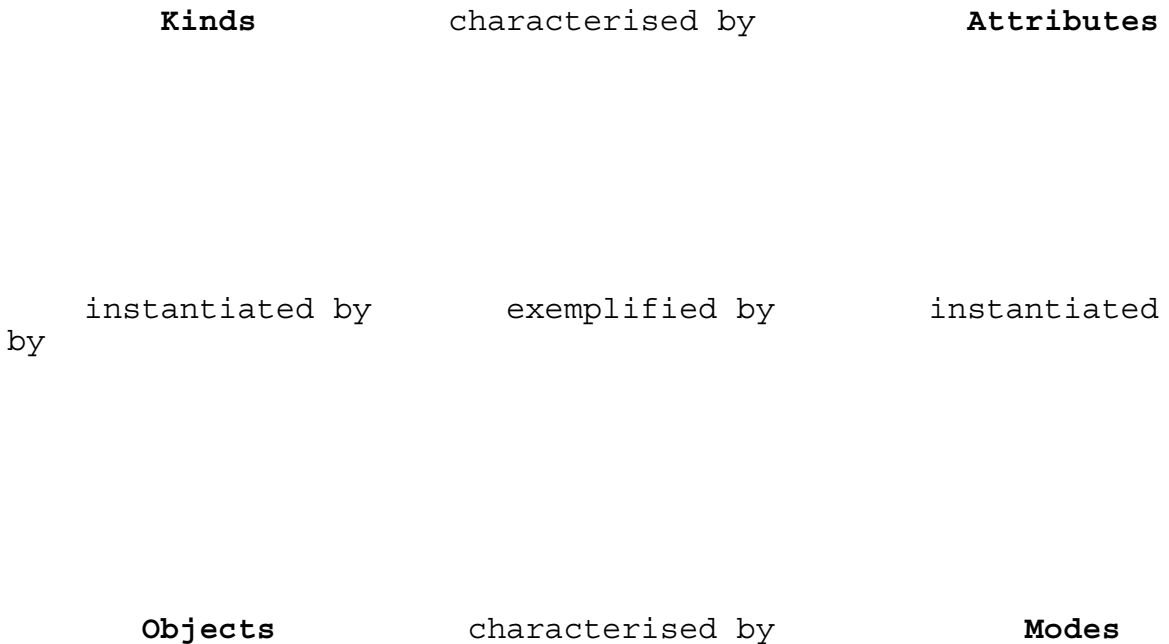 Kinds characterised by Attributes
instantiated by exemplified by instantiated
by
Objects characterised by Modes